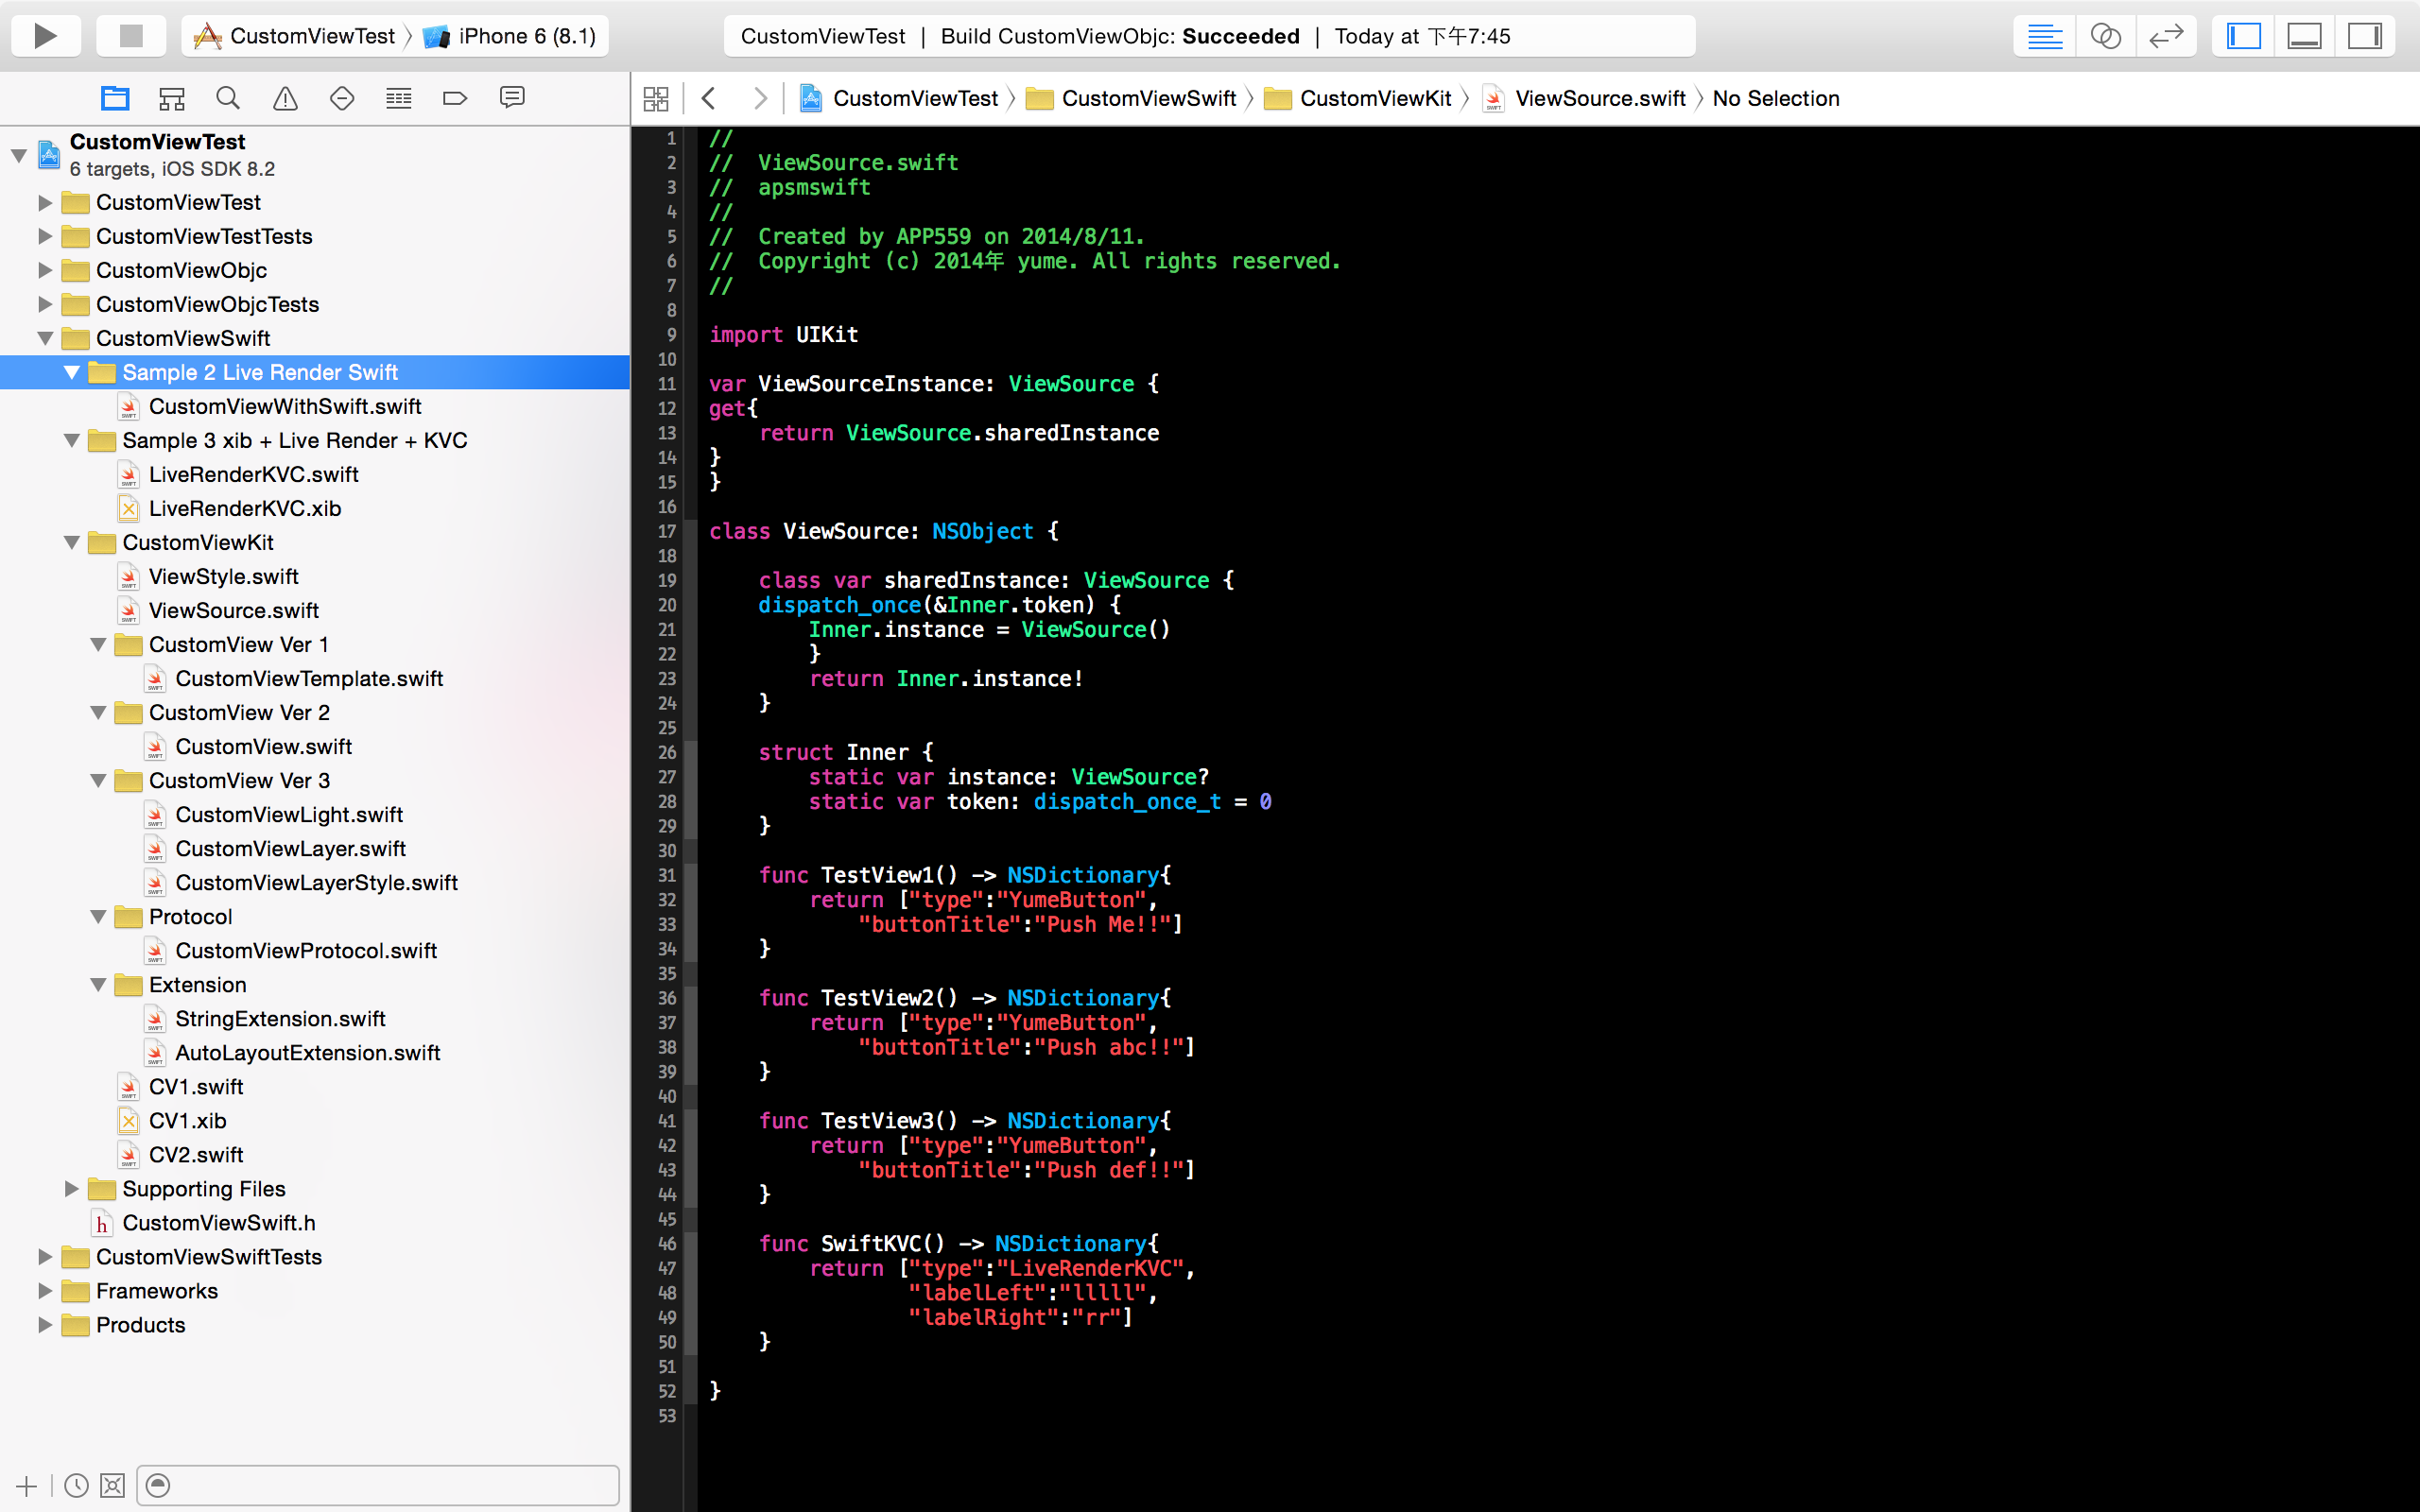 CustomViewTest iPhone 6 (8.1)
CustomViewTest | Build CustomViewObjc: Succeeded | Today at 下午7:45
CustomViewTest CustomViewSwift CustomViewKit ViewSource.swift No Selection
CustomViewTest
6 targets, iOS SDK 8.2
CustomViewTest
CustomViewTestTests
CustomViewObjc
CustomViewObjcTests
CustomViewSwift
Sample 2 Live Render Swift
CustomViewWithSwift.swift
Sample 3 xib + Live Render + KVC
LiveRenderKVC.swift
LiveRenderKVC.xib
CustomViewKit
ViewStyle.swift
ViewSource.swift
CustomView Ver 1
CustomViewTemplate.swift
CustomView Ver 2
CustomView.swift
CustomView Ver 3
CustomViewLight.swift
CustomViewLayer.swift
CustomViewLayerStyle.swift
Protocol
CustomViewProtocol.swift
Extension
StringExtension.swift
AutoLayoutExtension.swift
CV1.swift
CV1.xib
CV2.swift
Supporting Files
h CustomViewSwift.h
CustomViewSwiftTests
Frameworks
Products
1 //
2 //  ViewSource.swift
3 //  apsmswift
4 //
5 //  Created by APP559 on 2014/8/11.
6 //  Copyright (c) 2014年 yume. All rights reserved.
7 //
8
9 import UIKit
10
11 var ViewSourceInstance: ViewSource {
12 get{
13     return ViewSource.sharedInstance
14 }
15 }
16
17 class ViewSource: NSObject {
18
19     class var sharedInstance: ViewSource {
20     dispatch_once(&Inner.token) {
21         Inner.instance = ViewSource()
22         }
23         return Inner.instance!
24     }
25
26     struct Inner {
27         static var instance: ViewSource?
28         static var token: dispatch_once_t = 0
29     }
30
31     func TestView1() -> NSDictionary{
32         return ["type":"YumeButton",
33             "buttonTitle":"Push Me!!"]
34     }
35
36     func TestView2() -> NSDictionary{
37         return ["type":"YumeButton",
38             "buttonTitle":"Push abc!!"]
39     }
40
41     func TestView3() -> NSDictionary{
42         return ["type":"YumeButton",
43             "buttonTitle":"Push def!!"]
44     }
45
46     func SwiftKVC() -> NSDictionary{
47         return ["type":"LiveRenderKVC",
48                 "labelLeft":"lllll",
49                 "labelRight":"rr"]
50     }
51
52 }
53